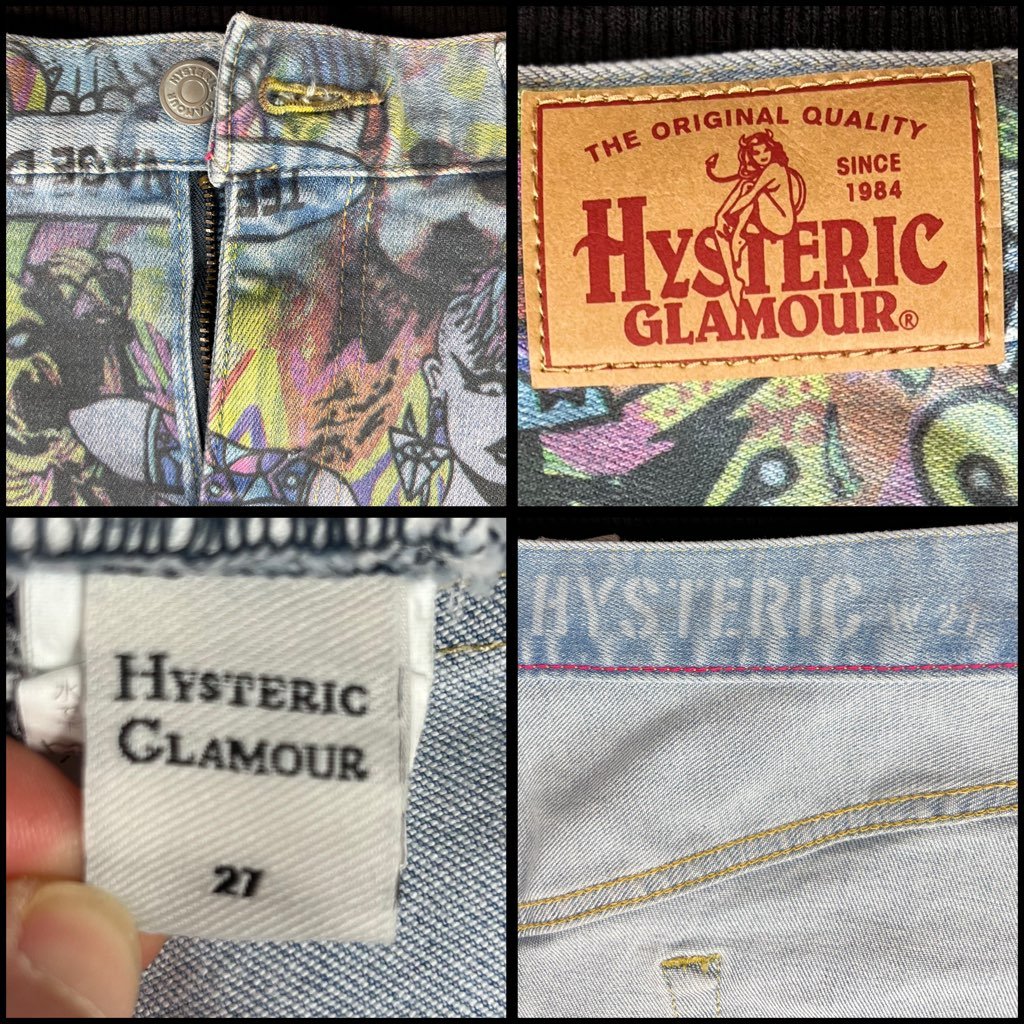 THE ORIGINAL QUALITY
SINCE
1984
HYSTERIC
GLAMOUR®
HYSTERIC
GLAMOUR
27
HYSTERIC W 27